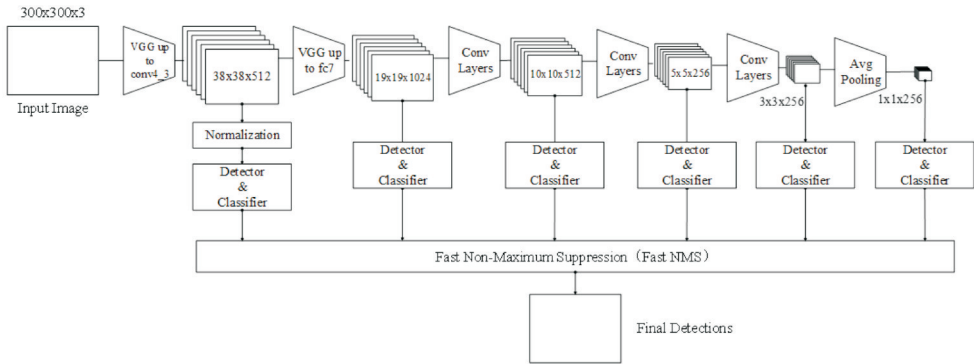 300x300x3
Input Image
VGG up
to
conv4_3
38x38x512
VGG up
to fc7
19x19x1024
Conv
Layers
10x10x512
Conv
Layers
5x5x256
Conv
Layers
3x3x256
Avg
Pooling
1x1x256
Normalization
Detector
&
Classifier
Detector
&
Classifier
Detector
&
Classifier
Detector
&
Classifier
Detector
&
Classifier
Detector
&
Classifier
Fast Non-Maximum Suppression（Fast NMS）
Final Detections